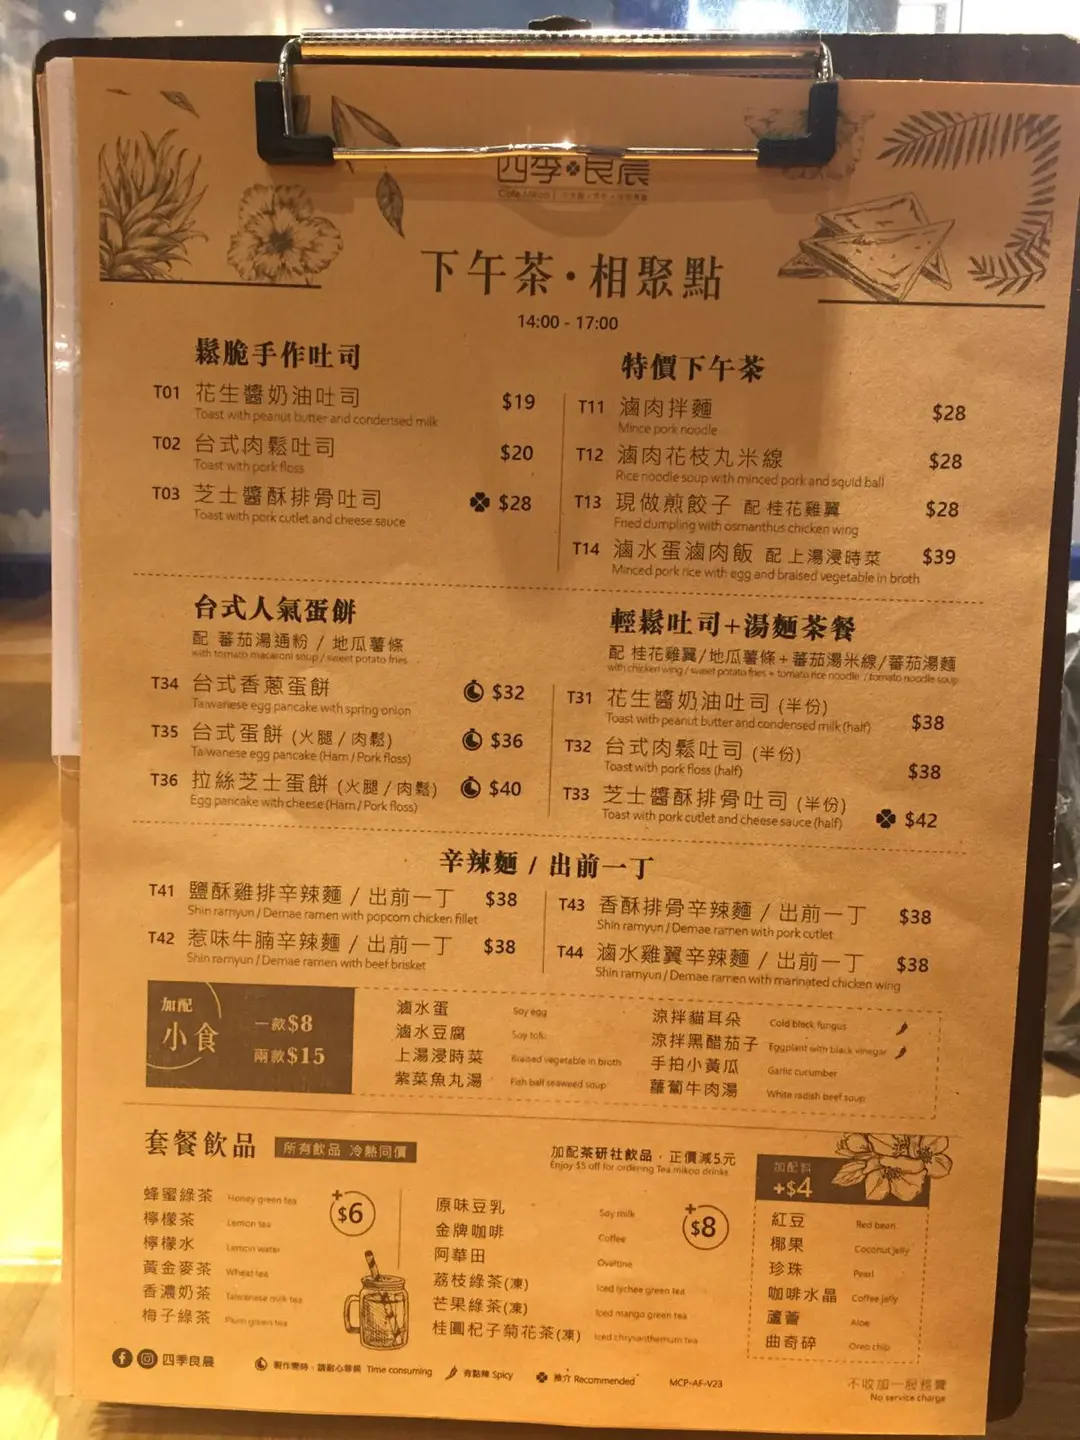 四季良晨
下午茶·相聚點
14:00 - 17:00
鬆脆手作吐司
T01 花生醬奶油吐司 $19
Toast with peanut butter and condensed milk
T02 台式肉鬆吐司 $20
Toast with pork floss
T03 芝士醬酥排骨吐司 $28
Toast with pork cutlet and cheese sauce
特價下午茶
T11 滷肉拌麵 $28
Mince pork noodle
T12 滷肉花枝丸米線 $28
Rice noodle soup with minced pork and squid ball
T13 現做煎餃子 配 桂花雞翼 $28
Fried dumpling with osmanthus chicken wing
T14 滷水蛋滷肉飯 配 上湯浸時菜 $39
Minced pork rice with egg and braised vegetable in broth
台式人氣蛋餅
配 蕃茄湯通粉 / 地瓜薯條
with tomato macaroni soup / sweet potato fries
T34 台式香蔥蛋餅 $32
Taiwanese egg pancake with spring onion
T35 台式蛋餅 (火腿 / 肉鬆) $36
Taiwanese egg pancake (Ham / Pork floss)
T36 拉絲芝士蛋餅 (火腿 / 肉鬆) $40
Egg pancake with cheese (Ham / Pork floss)
輕鬆吐司+湯麵茶餐
配 桂花雞翼/地瓜薯條+蕃茄湯米線/蕃茄湯麵
with chicken wing / sweet potato fries + tomato rice noodle / tomato noodle soup
T31 花生醬奶油吐司 (半份) $38
Toast with peanut butter and condensed milk (half)
T32 台式肉鬆吐司 (半份) $38
Toast with pork floss (half)
T33 芝士醬酥排骨吐司 (半份) $42
Toast with pork cutlet and cheese sauce (half)
辛辣麵 / 出前一丁
T41 鹽酥雞排辛辣麵 / 出前一丁 $38
Shin ramyun / Demae ramen with popcorn chicken fillet
T42 惹味牛腩辛辣麵 / 出前一丁 $38
Shin ramyun / Demae ramen with beef brisket
T43 香酥排骨辛辣麵 / 出前一丁 $38
Shin ramyun / Demae ramen with pork cutlet
T44 滷水雞翼辛辣麵 / 出前一丁 $38
Shin ramyun / Demae ramen with marinated chicken wing
加配
小食
一款$8
兩款$15
滷水蛋 Soy egg
滷水豆腐 Soy tofu
上湯浸時菜 Braised vegetable in broth
紫菜魚丸湯 Fish ball seaweed soup
涼拌貓耳朵 Cold black fungus
涼拌黑醋茄子 Eggplant with black vinegar
手拍小黃瓜 Garlic cucumber
蘿蔔牛肉湯 White radish beef soup
套餐飲品 所有飲品 冷熱同價
加配茶研社飲品，正價減5元
Enjoy $5 off for ordering Tea mikoo drinks
+$6
蜂蜜綠茶 Honey green tea
檸檬茶 Lemon tea
檸檬水 Lemon water
黃金麥茶 Wheat tea
香濃奶茶 Taiwanese milk tea
梅子綠茶 Plum green tea
+$8
原味豆乳 Soy milk
金牌咖啡 Coffee
阿華田 Ovaltine
荔枝綠茶(凍) Iced lychee green tea
芒果綠茶(凍) Iced mango green tea
桂圓杞子菊花茶(凍) Iced chrysanthemum tea
加配料
+$4
紅豆 Red bean
椰果 Coconut jelly
珍珠 Pearl
咖啡水晶 Coffee jelly
蘆薈 Aloe
曲奇碎 Oreo chip
四季良晨
製作需時，請耐心等候 Time consuming
有點辣 Spicy
推介 Recommended
MCP-AF-V23
不收加一服務費
No service charge